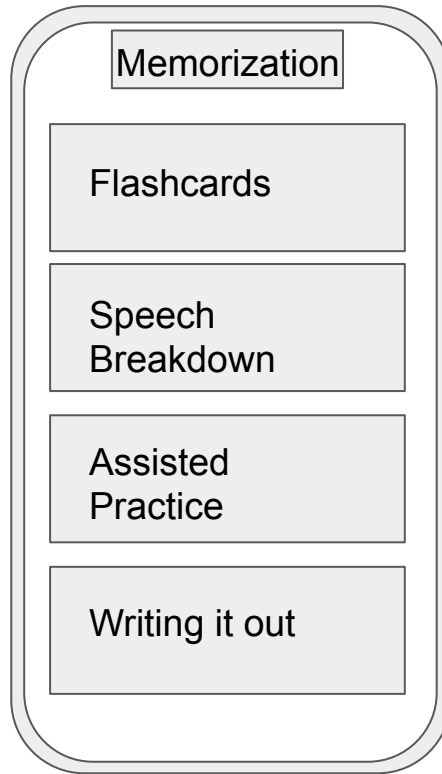 Memorization
Flashcards
Speech
Breakdown
Assisted
Practice
Writing it out